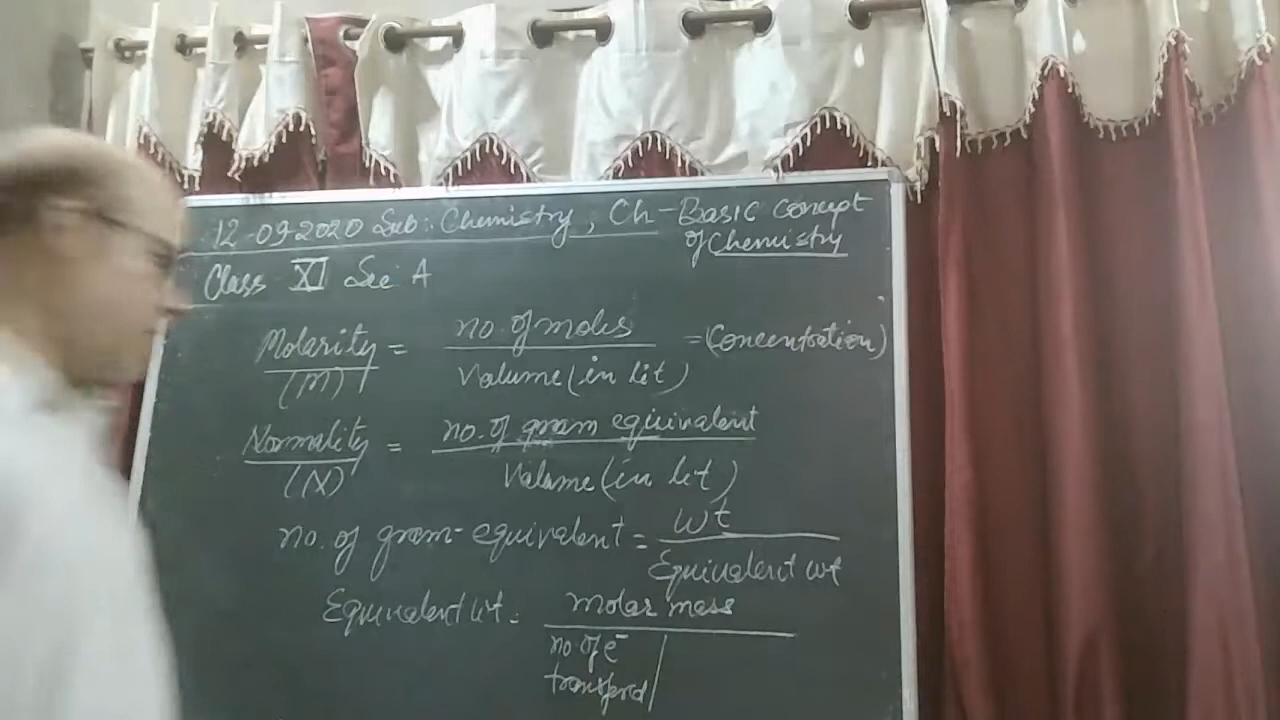 12-09-2020 Sub: Chemistry, Ch-Basic concept
of Chemistry
Class XI Sec A
Molarity = no. of moles = (Concentration)
(M) Volume (in lit)
Normality = no. of gram equivalent
(N) Volume (in lit)
no. of gram-equivalent = wt
Equivalent wt
Equivalent wt = molar mass
no. of e⁻
transferred